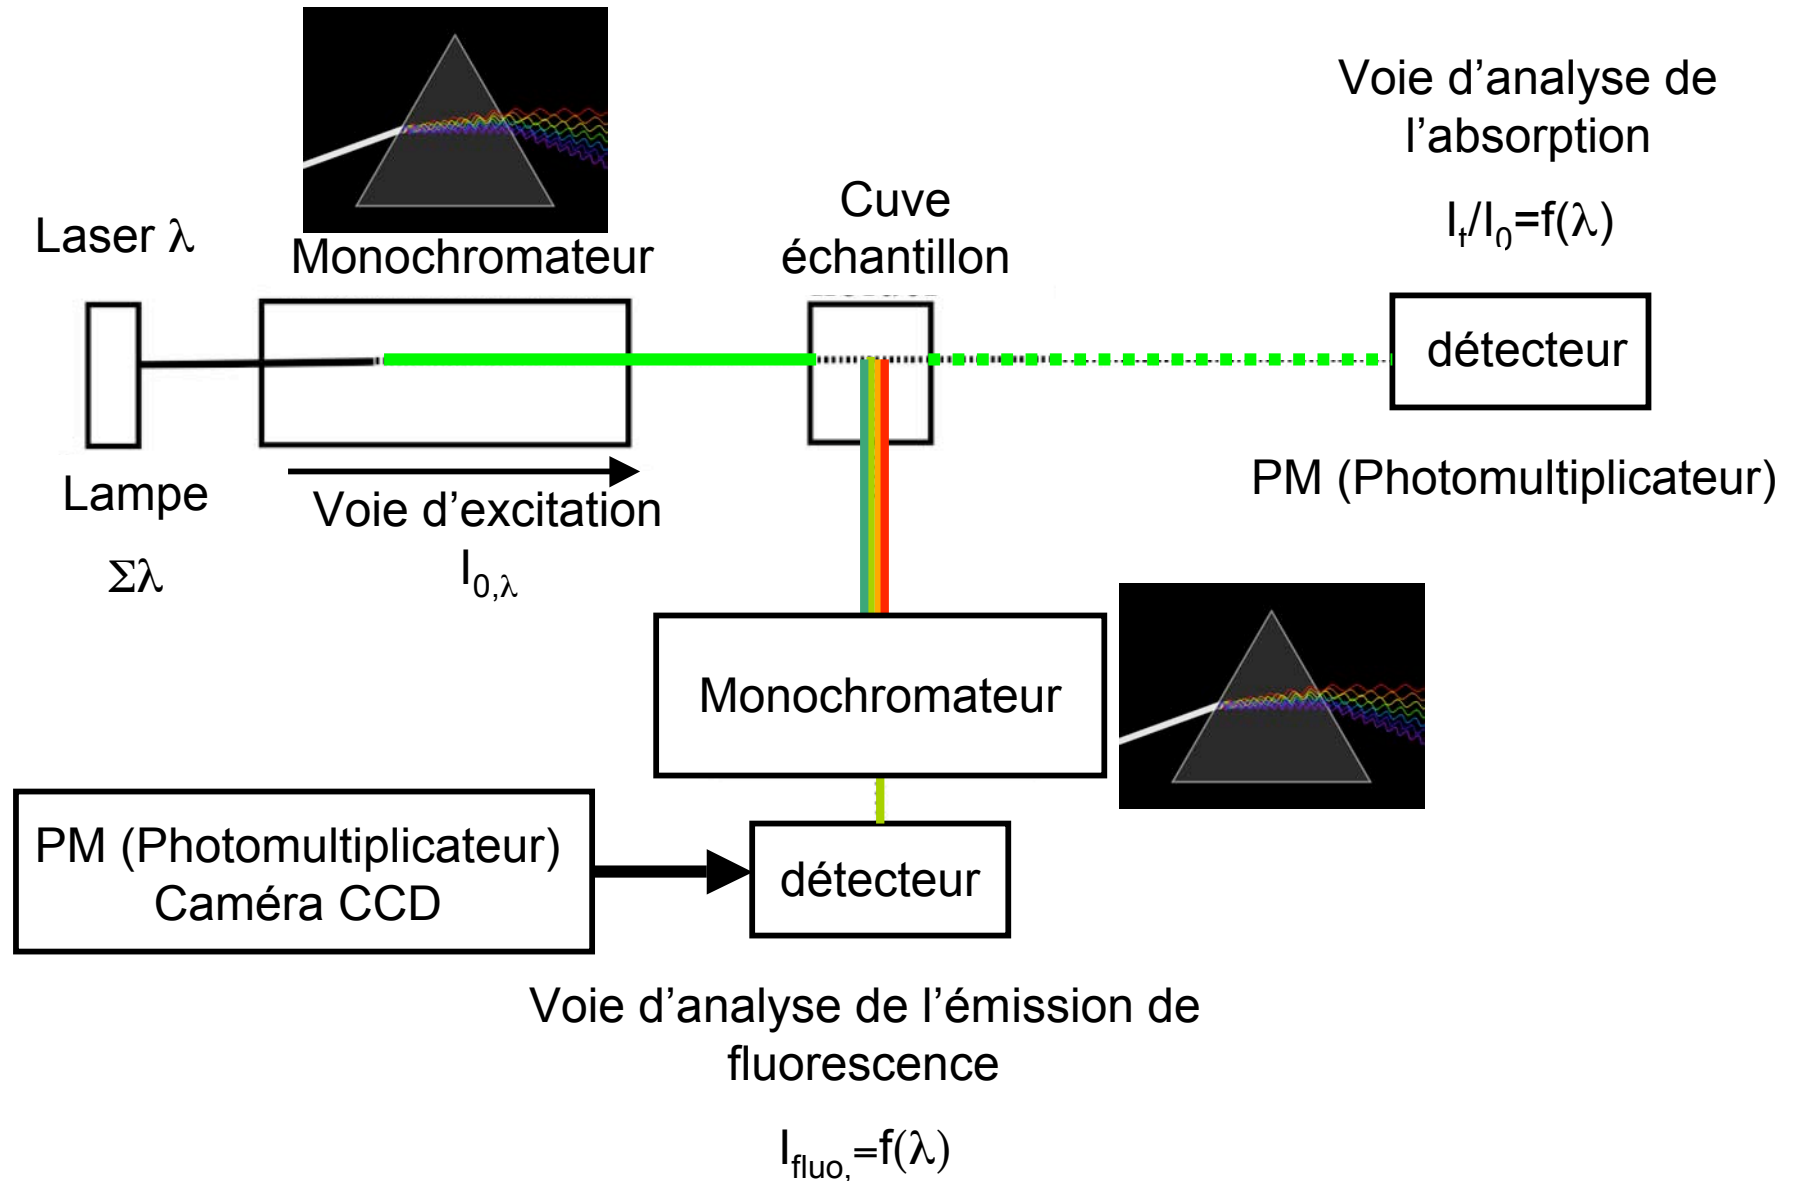 Voie d’analyse de
l’absorption
Iₜ/I₀=f(λ)
Cuve
échantillon
Laser λ
Monochromateur
détecteur
PM (Photomultiplicateur)
Lampe
Σλ
Voie d’excitation
I₀,λ
Monochromateur
PM (Photomultiplicateur)
Caméra CCD
détecteur
Voie d’analyse de l’émission de
fluorescence
Ifluo,=f(λ)